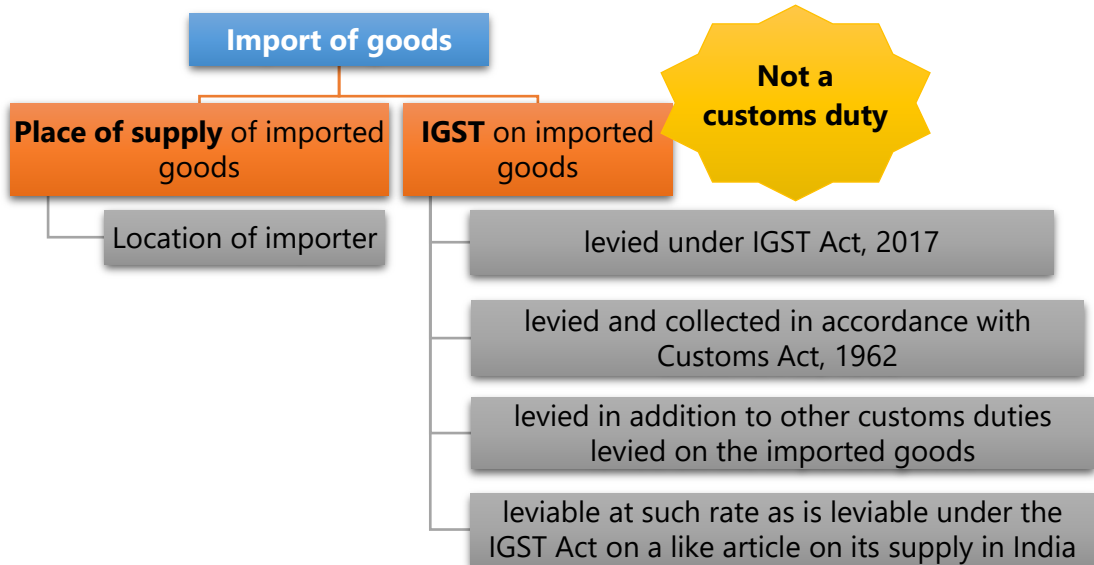 Import of goods
Not a
customs duty
Place of supply of imported
goods
IGST on imported
goods
Location of importer
levied under IGST Act, 2017
levied and collected in accordance with
Customs Act, 1962
levied in addition to other customs duties
levied on the imported goods
leviable at such rate as is leviable under the
IGST Act on a like article on its supply in India